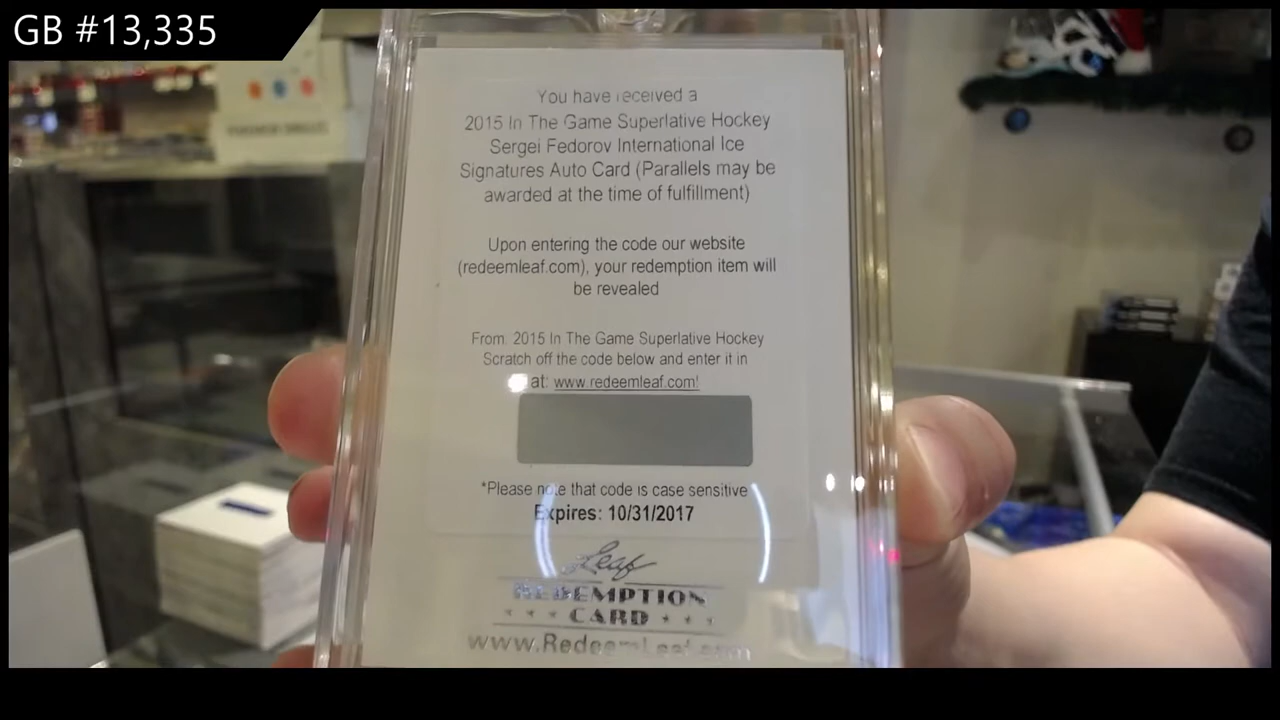 GB #13,335
You have received a
2015 In The Game Superlative Hockey
Sergei Fedorov International Ice
Signatures Auto Card (Parallels may be
awarded at the time of fulfillment)
Upon entering the code our website
(redeemleaf.com), your redemption item will
be revealed
From: 2015 In The Game Superlative Hockey
Scratch off the code below and enter it in
at: www.redeemleaf.com!
*Please note that code is case sensitive
Expires: 10/31/2017
Leaf
REDEMPTION
CARD
www.RedeemLeaf.com